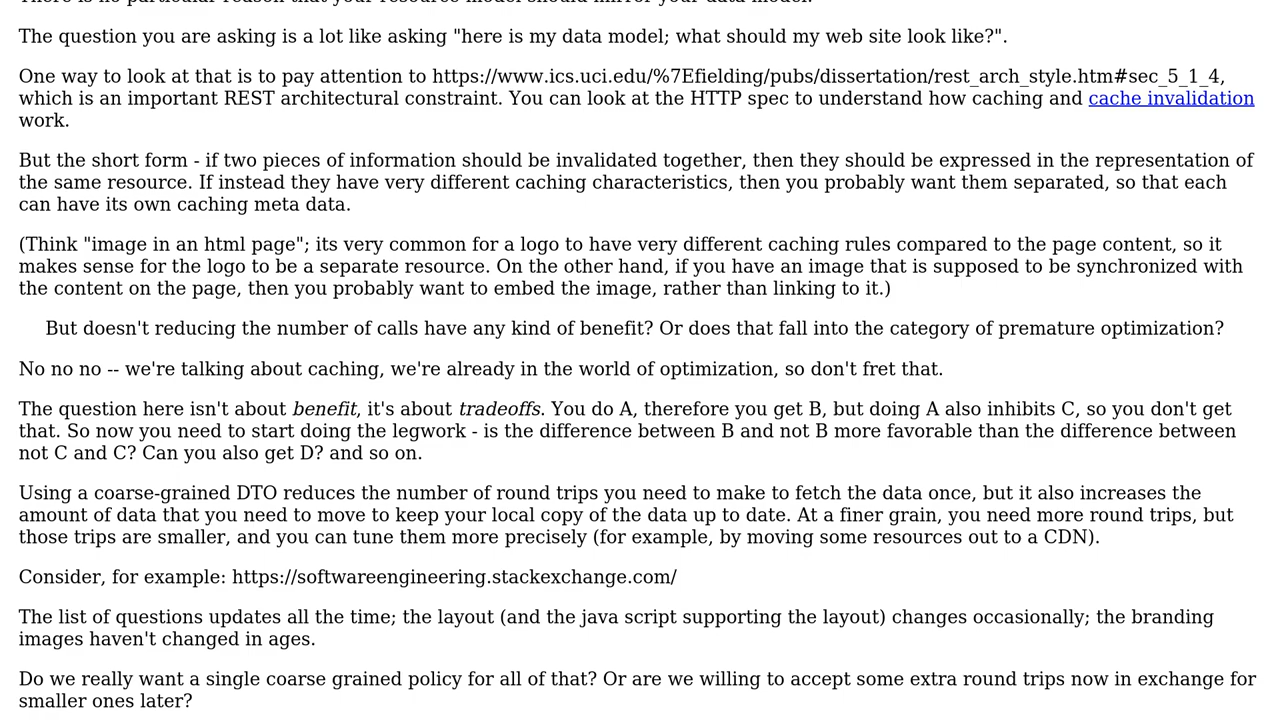 There is no particular reason that your resource model should mirror your data model.
The question you are asking is a lot like asking "here is my data model; what should my web site look like?".
One way to look at that is to pay attention to https://www.ics.uci.edu/%7Efielding/pubs/dissertation/rest_arch_style.htm#sec_5_1_4,
which is an important REST architectural constraint. You can look at the HTTP spec to understand how caching and cache invalidation
work.
But the short form - if two pieces of information should be invalidated together, then they should be expressed in the representation of
the same resource. If instead they have very different caching characteristics, then you probably want them separated, so that each
can have its own caching meta data.
(Think "image in an html page"; its very common for a logo to have very different caching rules compared to the page content, so it
makes sense for the logo to be a separate resource. On the other hand, if you have an image that is supposed to be synchronized with
the content on the page, then you probably want to embed the image, rather than linking to it.)
But doesn't reducing the number of calls have any kind of benefit? Or does that fall into the category of premature optimization?
No no no -- we're talking about caching, we're already in the world of optimization, so don't fret that.
The question here isn't about benefit, it's about tradeoffs. You do A, therefore you get B, but doing A also inhibits C, so you don't get
that. So now you need to start doing the legwork - is the difference between B and not B more favorable than the difference between
not C and C? Can you also get D? and so on.
Using a coarse-grained DTO reduces the number of round trips you need to make to fetch the data once, but it also increases the
amount of data that you need to move to keep your local copy of the data up to date. At a finer grain, you need more round trips, but
those trips are smaller, and you can tune them more precisely (for example, by moving some resources out to a CDN).
Consider, for example: https://softwareengineering.stackexchange.com/
The list of questions updates all the time; the layout (and the java script supporting the layout) changes occasionally; the branding
images haven't changed in ages.
Do we really want a single coarse grained policy for all of that? Or are we willing to accept some extra round trips now in exchange for
smaller ones later?